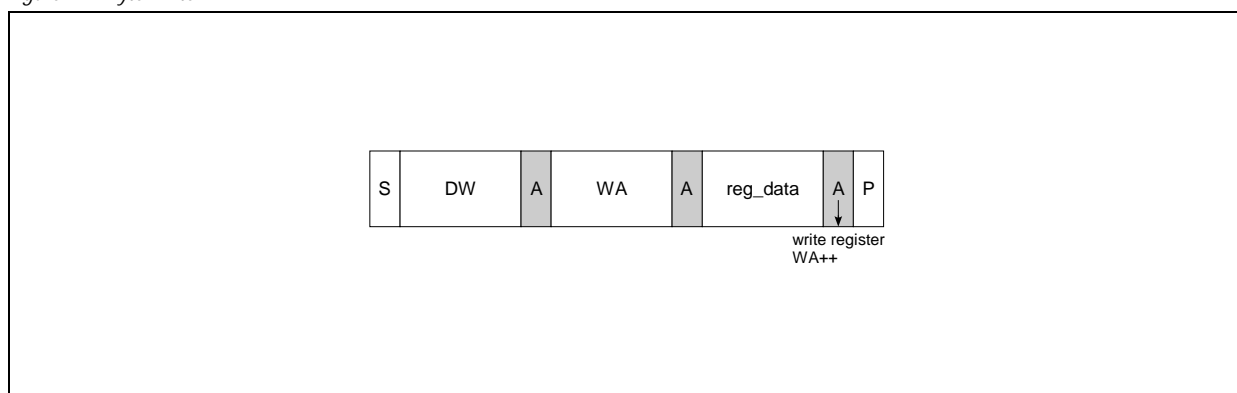 S DW A WA A reg_data A P
write register
WA++